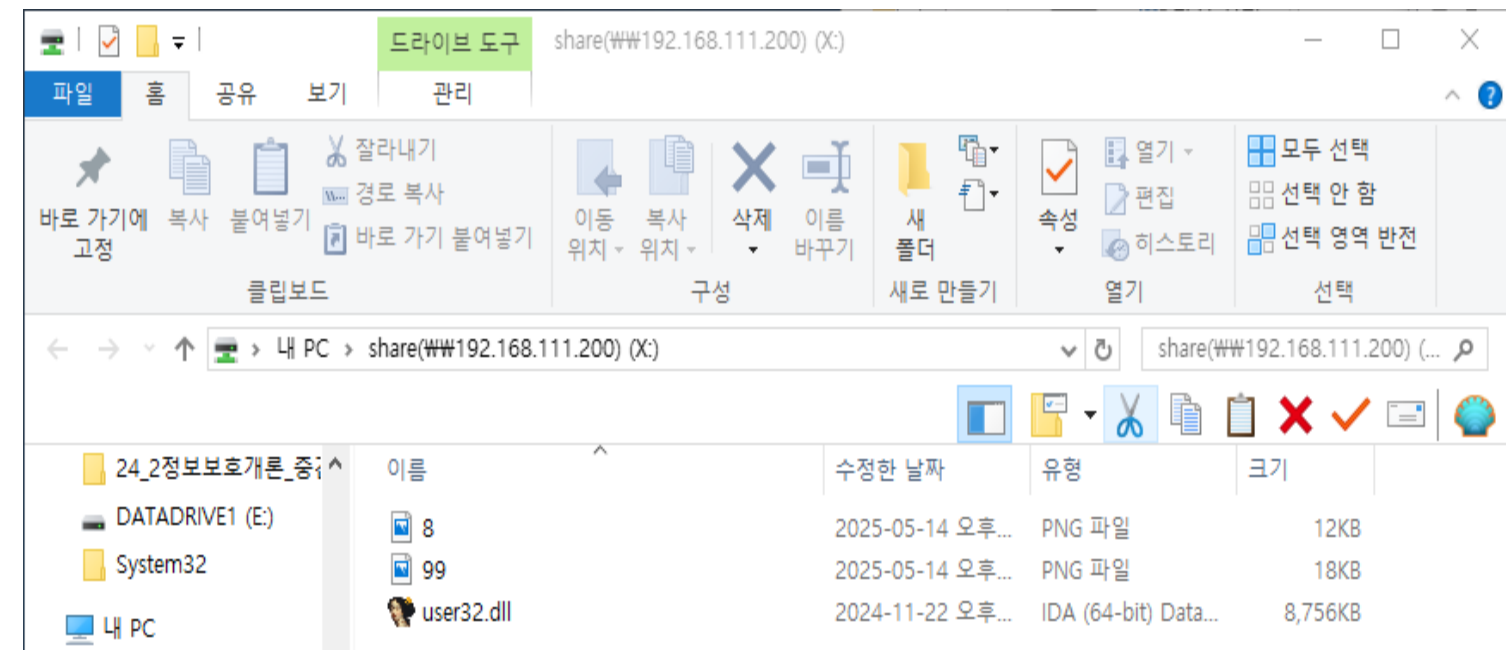 드라이브 도구 share(₩₩192.168.111.200) (X:)
파일 홈 공유 보기 관리
바로 가기에 고정
복사
붙여넣기
잘라내기
경로 복사
바로 가기 붙여넣기
클립보드
이동 위치
복사 위치
삭제
이름 바꾸기
구성
새 폴더
새로 만들기
속성
열기
편집
히스토리
열기
모두 선택
선택 안 함
선택 영역 반전
선택
내 PC > share(₩₩192.168.111.200) (X:)
share(₩₩192.168.111.200) (...
24_2정보보호개론_중
DATADRIVE1 (E:)
System32
내 PC
이름 수정한 날짜 유형 크기
8 2025-05-14 오후... PNG 파일 12KB
99 2025-05-14 오후... PNG 파일 18KB
user32.dll 2024-11-22 오후... IDA (64-bit) Data... 8,756KB